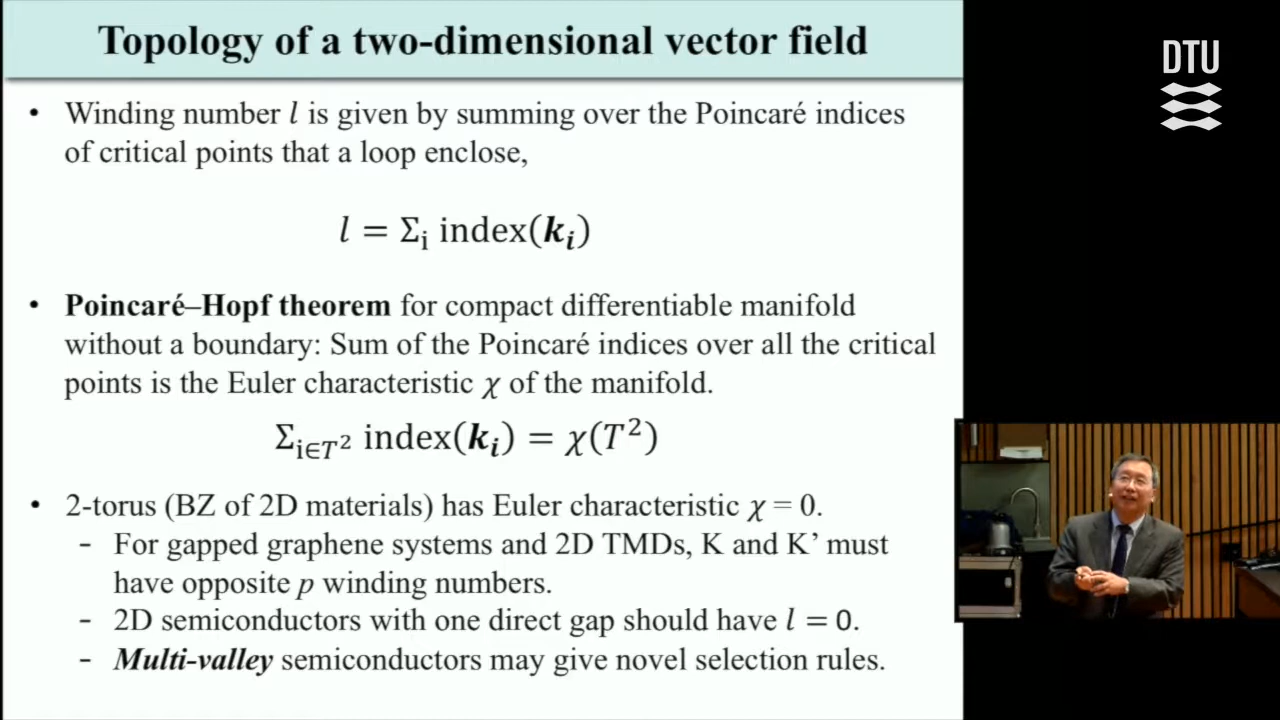 Topology of a two-dimensional vector field
• Winding number l is given by summing over the Poincaré indices
of critical points that a loop enclose,
l = Σᵢ index(kᵢ)
• Poincaré–Hopf theorem for compact differentiable manifold
without a boundary: Sum of the Poincaré indices over all the critical
points is the Euler characteristic χ of the manifold.
Σ_{i∈T²} index(kᵢ) = χ(T²)
• 2-torus (BZ of 2D materials) has Euler characteristic χ = 0.
- For gapped graphene systems and 2D TMDs, K and K’ must
have opposite p winding numbers.
- 2D semiconductors with one direct gap should have l = 0.
- Multi-valley semiconductors may give novel selection rules.
DTU